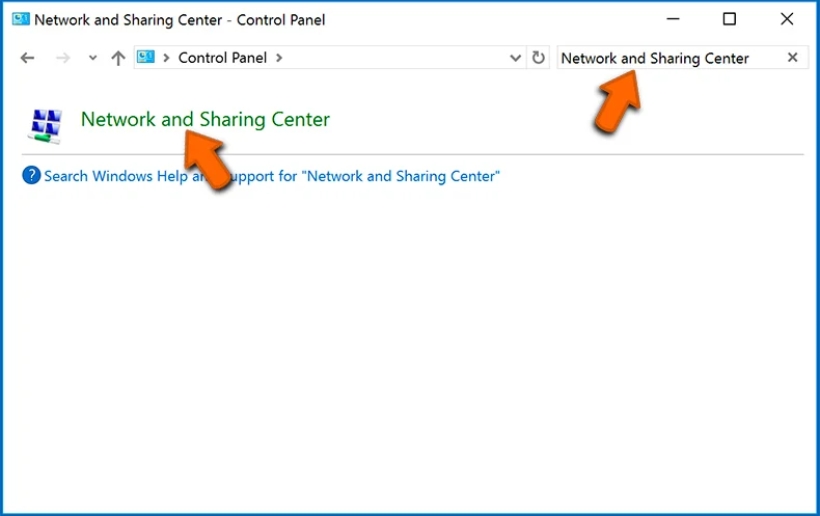 Network and Sharing Center - Control Panel
Control Panel
Network and Sharing Center
Network and Sharing Center
? Search Windows Help and upport for "Network and Sharing Center"